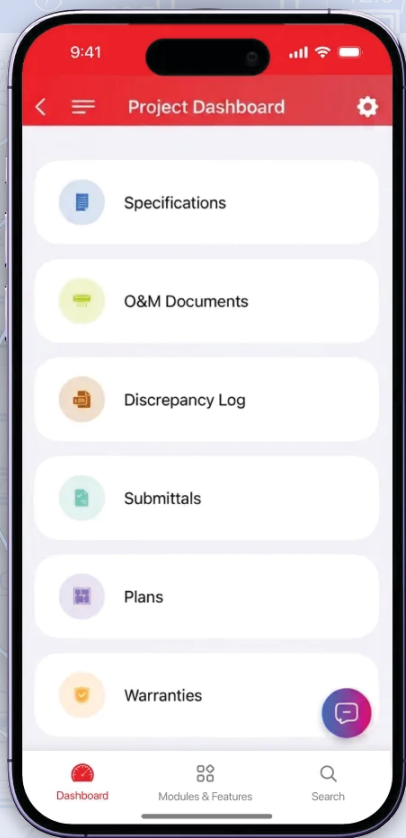 9:41
Project Dashboard
Specifications
O&M Documents
Discrepancy Log
Submittals
Plans
Warranties
Dashboard
Modules & Features
Search